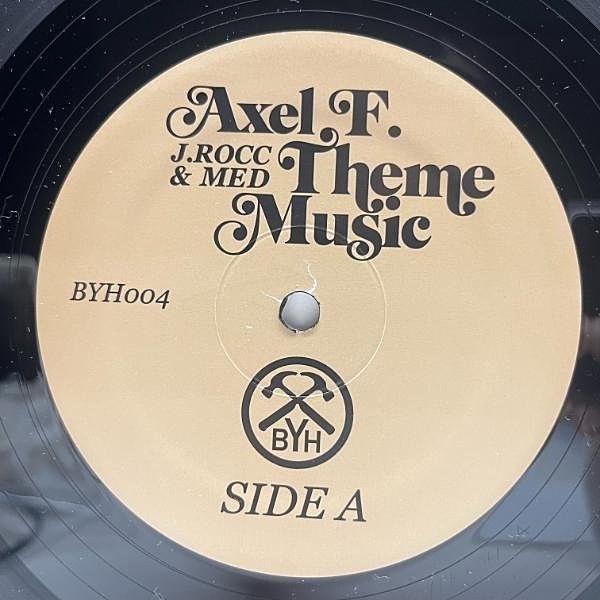 Axel F.
J.ROCC & MED Theme
Music
BYH004
BYH
SIDE A